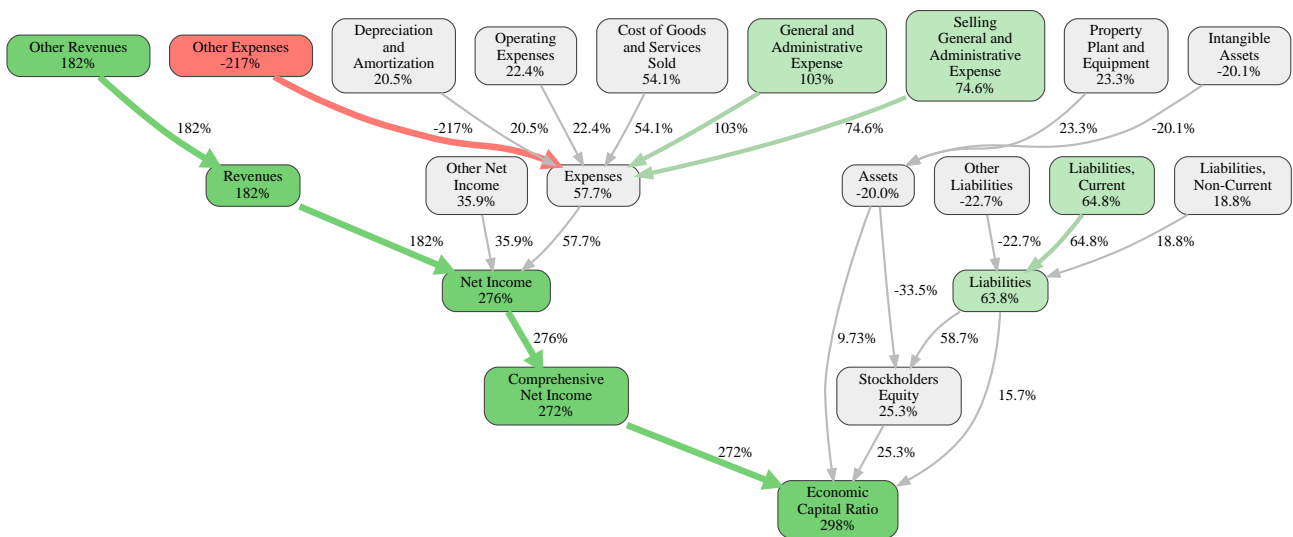 Other Revenues
182%
Other Expenses
-217%
Depreciation
and
Amortization
20.5%
Operating
Expenses
22.4%
Cost of Goods
and Services
Sold
54.1%
General and
Administrative
Expense
103%
Selling
General and
Administrative
Expense
74.6%
Property
Plant and
Equipment
23.3%
Intangible
Assets
-20.1%
182%
-217%
20.5%
22.4%
54.1%
103%
74.6%
23.3%
-20.1%
Revenues
182%
Other Net
Income
35.9%
Expenses
57.7%
Assets
-20.0%
Other
Liabilities
-22.7%
Liabilities,
Current
64.8%
Liabilities,
Non-Current
18.8%
182%
35.9%
57.7%
-22.7%
64.8%
18.8%
Net Income
276%
-33.5%
Liabilities
63.8%
276%
9.73%
58.7%
Comprehensive
Net Income
272%
Stockholders
Equity
25.3%
15.7%
272%
25.3%
Economic
Capital Ratio
298%